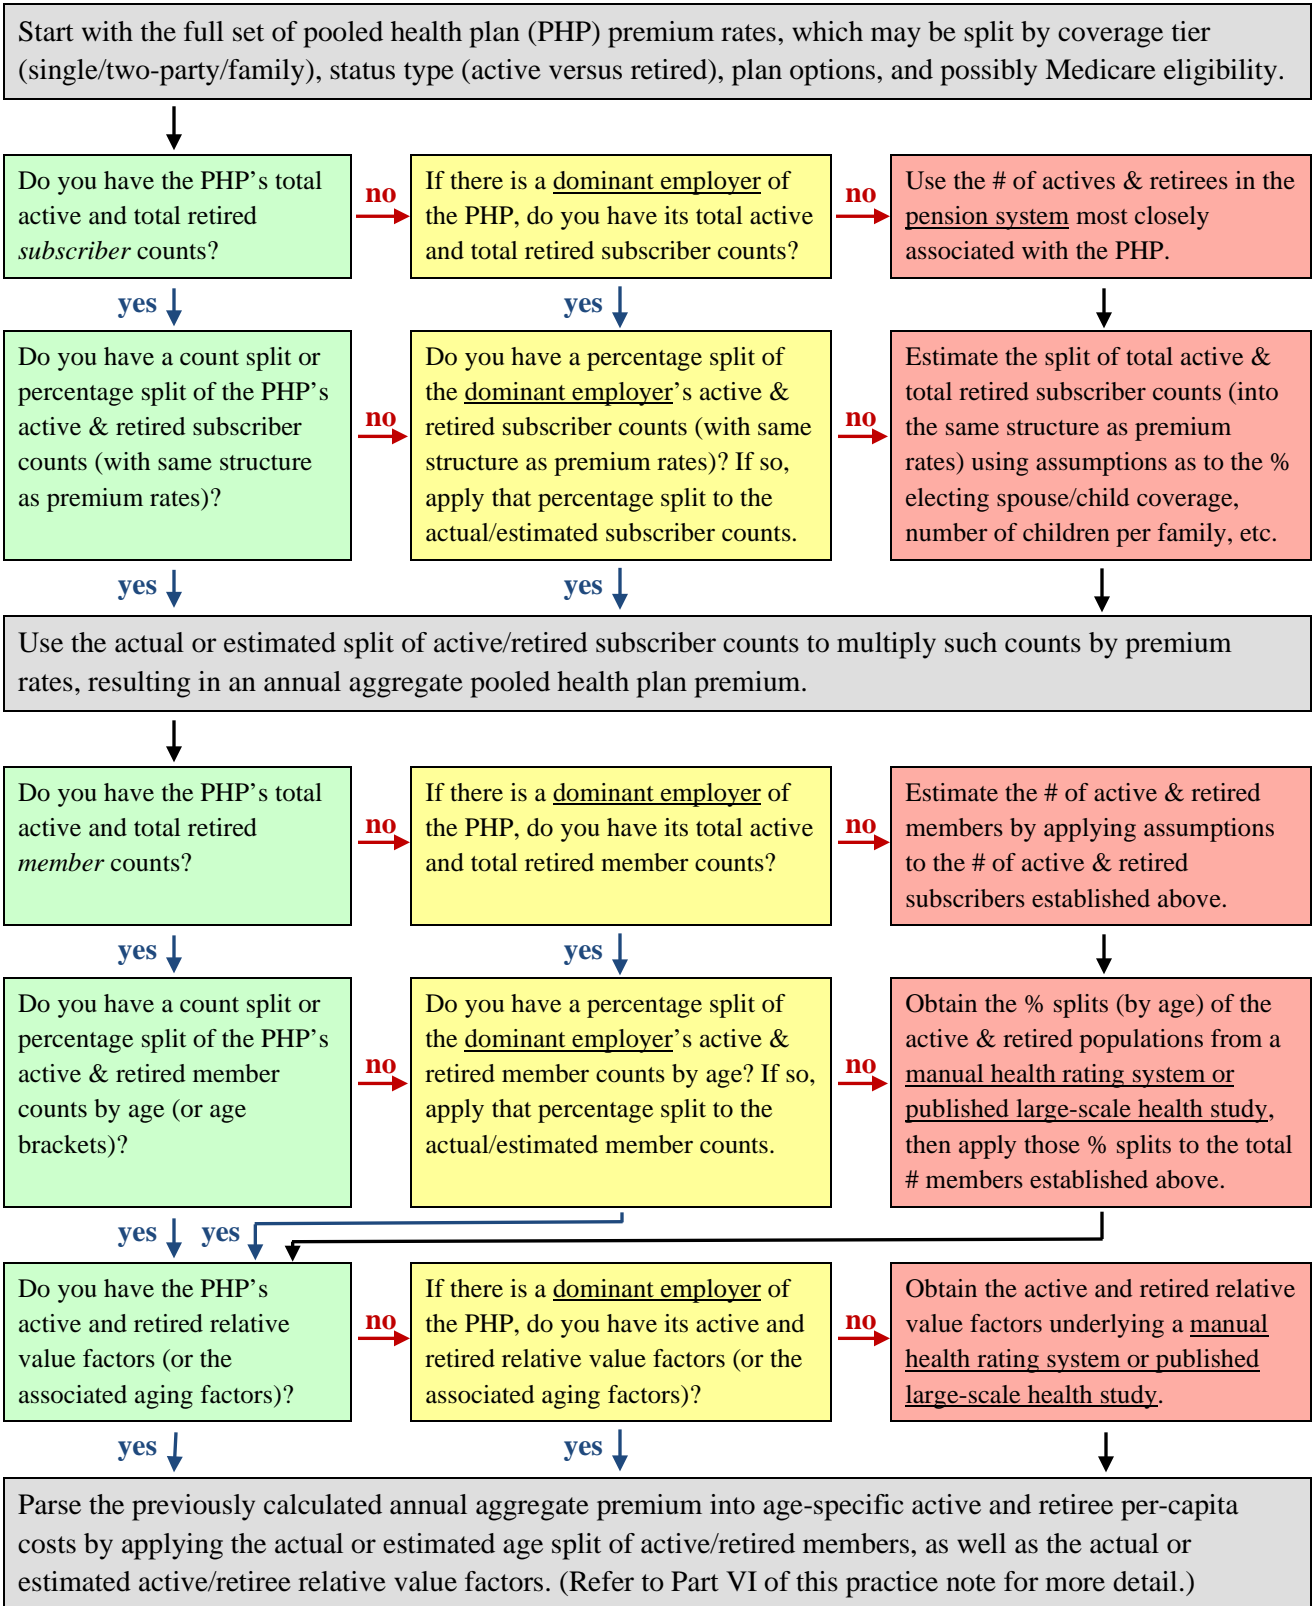 Start with the full set of pooled health plan (PHP) premium rates, which may be split by coverage tier
(single/two-party/family), status type (active versus retired), plan options, and possibly Medicare eligibility.
Do you have the PHP's total
active and total retired
subscriber counts?
no
If there is a dominant employer of
the PHP, do you have its total active
and total retired subscriber counts?
no
Use the # of actives & retirees in the
pension system most closely
associated with the PHP.
yes
yes
Do you have a count split or
percentage split of the PHP's
active & retired subscriber
counts (with same structure
as premium rates)?
no
Do you have a percentage split of
the dominant employer's active &
retired subscriber counts (with same
structure as premium rates)? If so,
apply that percentage split to the
actual/estimated subscriber counts.
no
Estimate the split of total active &
total retired subscriber counts (into
the same structure as premium
rates) using assumptions as to the %
electing spouse/child coverage,
number of children per family, etc.
yes
yes
Use the actual or estimated split of active/retired subscriber counts to multiply such counts by premium
rates, resulting in an annual aggregate pooled health plan premium.
Do you have the PHP's total
active and total retired
member counts?
no
If there is a dominant employer of
the PHP, do you have its total active
and total retired member counts?
no
Estimate the # of active & retired
members by applying assumptions
to the # of active & retired
subscribers established above.
yes
yes
Do you have a count split or
percentage split of the PHP's
active & retired member
counts by age (or age
brackets)?
no
Do you have a percentage split of
the dominant employer's active &
retired member counts by age? If so,
apply that percentage split to the
actual/estimated member counts.
no
Obtain the % splits (by age) of the
active & retired populations from a
manual health rating system or
published large-scale health study,
then apply those % splits to the total
# members established above.
yes
yes
Do you have the PHP's
active and retired relative
value factors (or the
associated aging factors)?
no
If there is a dominant employer of
the PHP, do you have its active and
retired relative value factors (or the
associated aging factors)?
no
Obtain the active and retired relative
value factors underlying a manual
health rating system or published
large-scale health study.
yes
yes
Parse the previously calculated annual aggregate premium into age-specific active and retiree per-capita
costs by applying the actual or estimated age split of active/retired members, as well as the actual or
estimated active/retiree relative value factors. (Refer to Part VI of this practice note for more detail.)